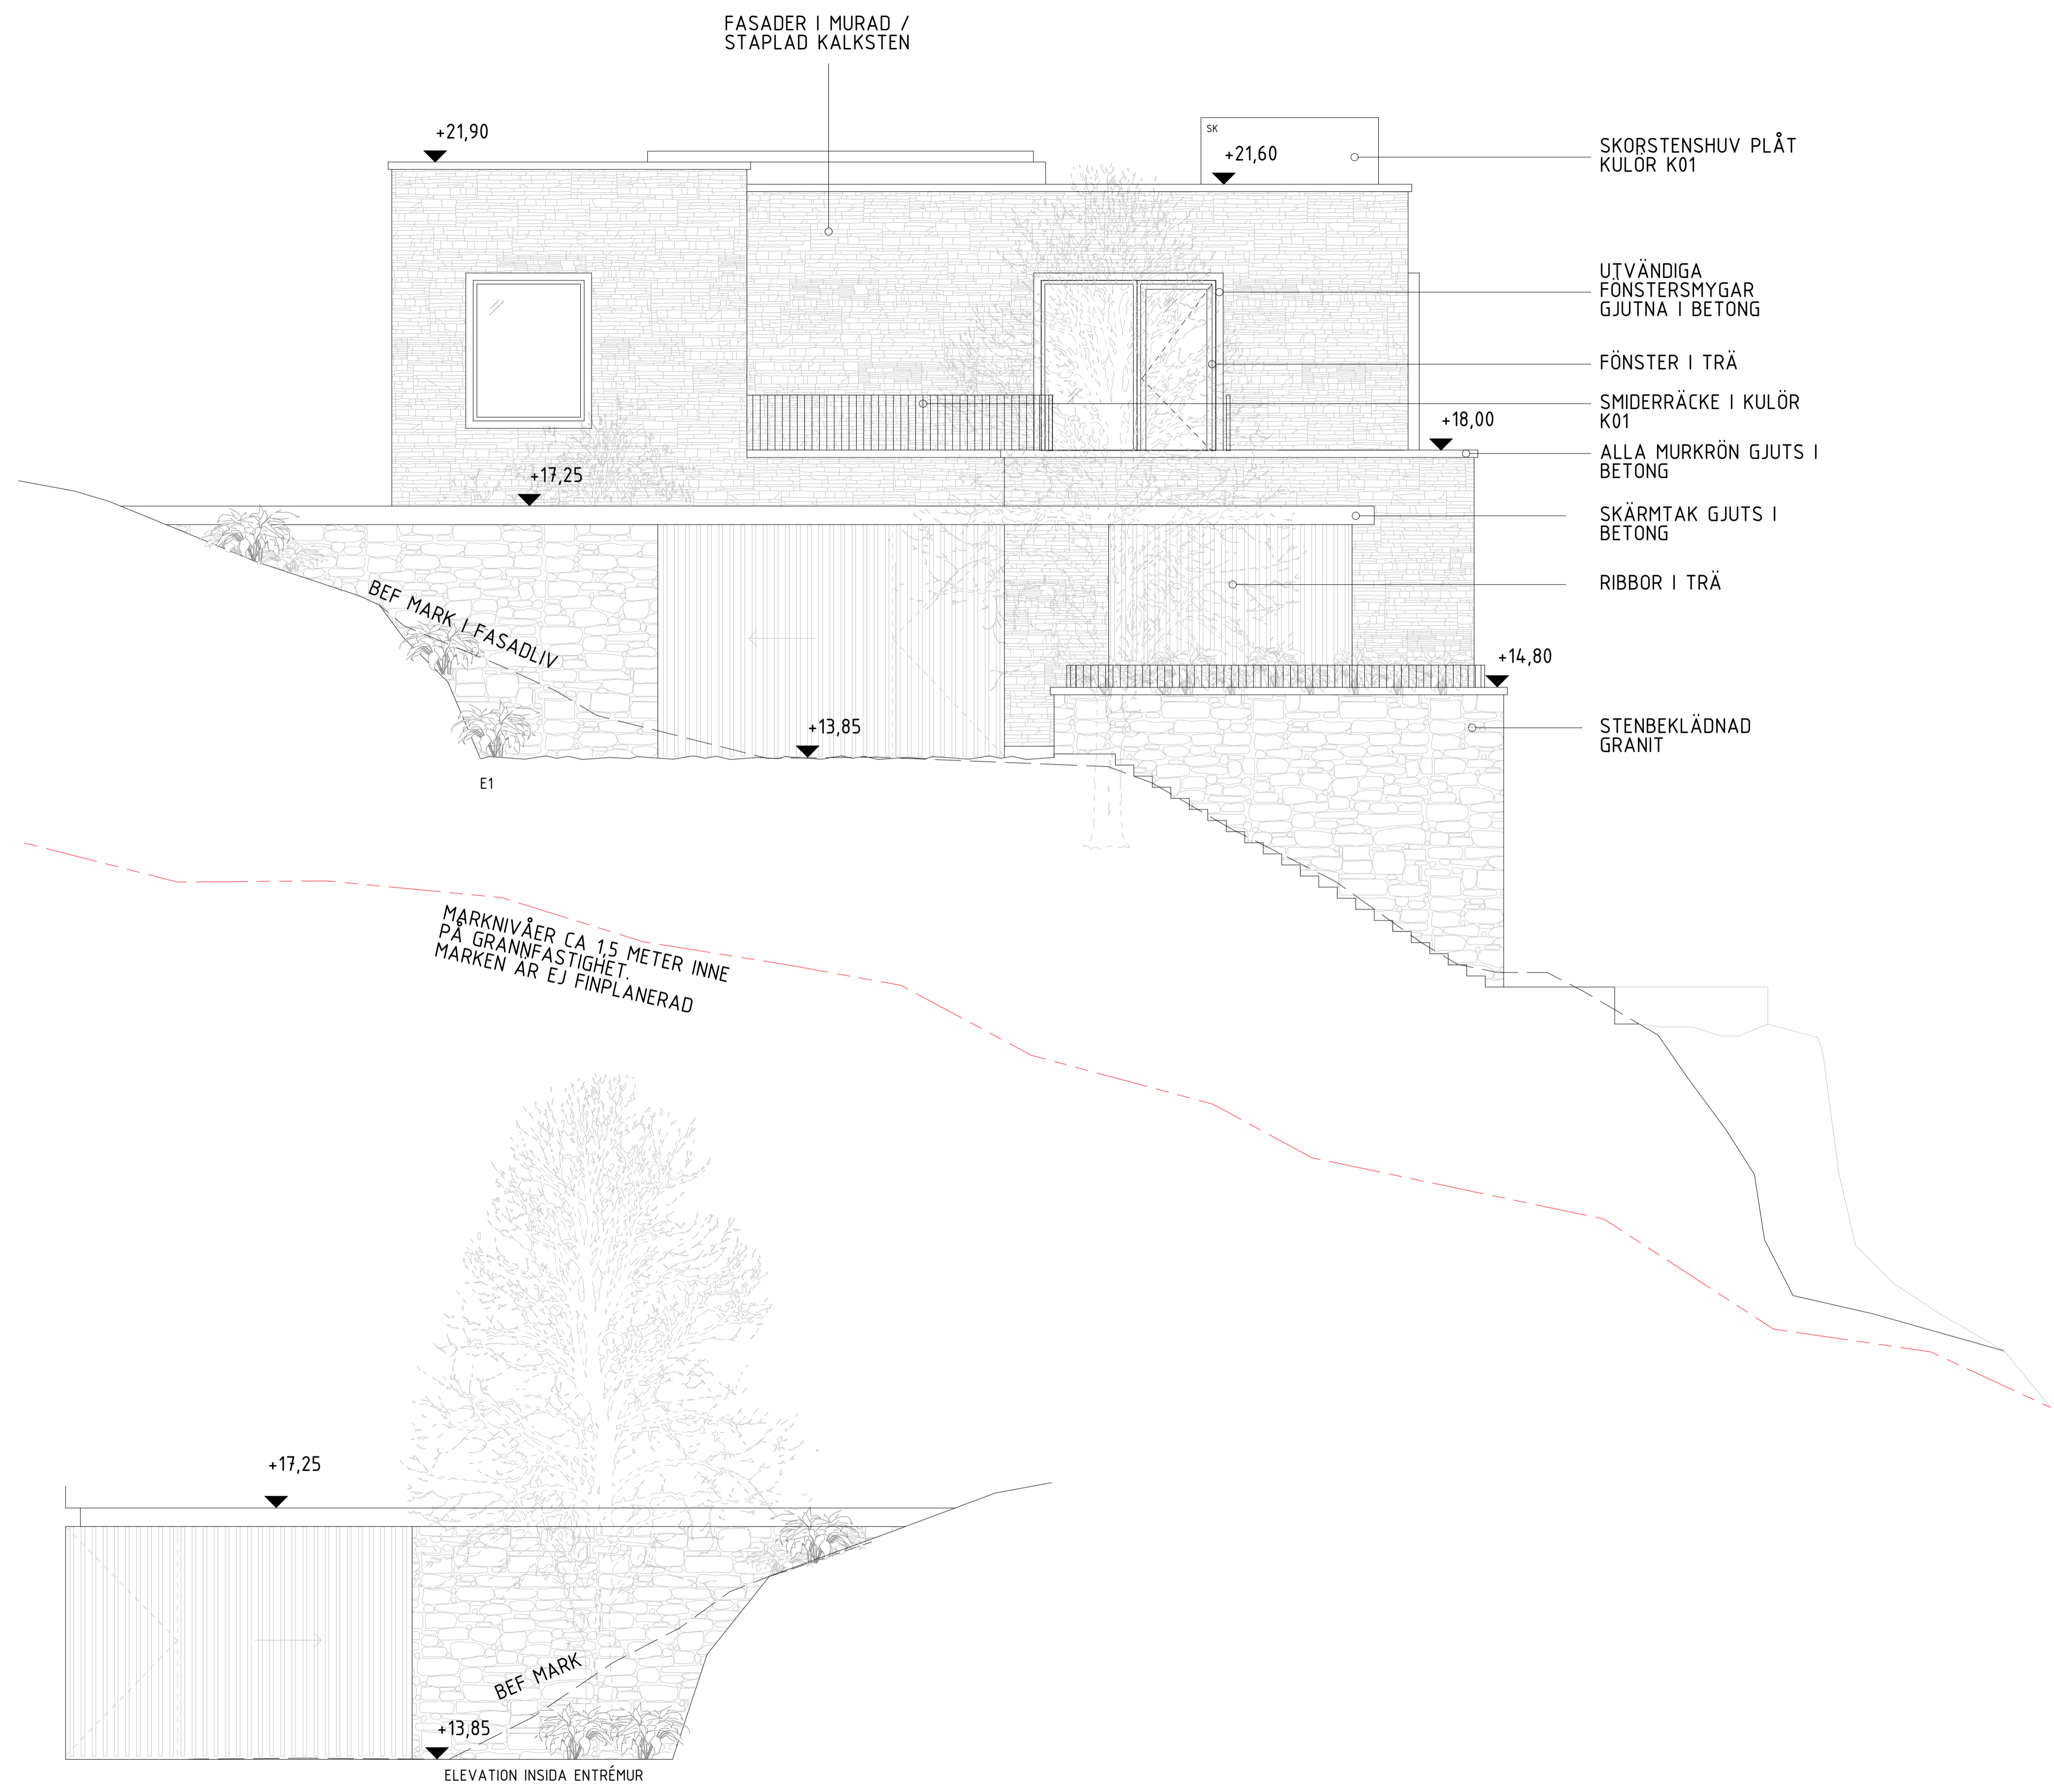 FASADER I MURAD /
STAPLAD KALKSTEN
+21,90
SK
+21,60
SKORSTENSHUV PLÅT
KULÖR K01
UTVÄNDIGA
FÖNSTERSMYGAR
GJUTNA I BETONG
FÖNSTER I TRÄ
SMIDERRÄCKE I KULÖR
K01
+18,00
ALLA MURKRÖN GJUTS I
BETONG
+17,25
SKÄRMTAK GJUTS I
BETONG
BEF MARK I FASADLIV
RIBBOR I TRÄ
+14,80
+13,85
STENBEKLÄDNAD
GRANIT
E1
MARKNIVÅER CA 1,5 METER INNE
PÅ GRANNFASTIGHET.
MARKEN ÄR EJ FINPLANERAD
+17,25
BEF MARK
+13,85
ELEVATION INSIDA ENTRÉMUR